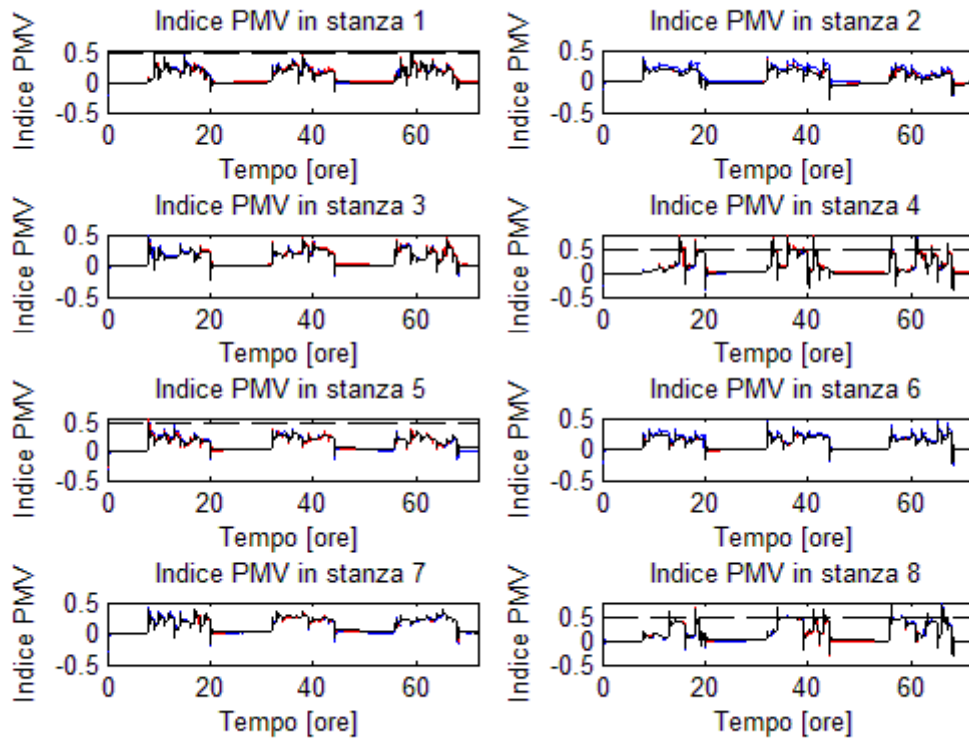 Indice PMV in stanza 1
Indice PMV
0.5
0
-0.5
0 20 40 60
Tempo [ore]
Indice PMV in stanza 2
Indice PMV
0.5
0
-0.5
0 20 40 60
Tempo [ore]
Indice PMV in stanza 3
Indice PMV
0.5
0
-0.5
0 20 40 60
Tempo [ore]
Indice PMV in stanza 4
Indice PMV
0.5
0
-0.5
0 20 40 60
Tempo [ore]
Indice PMV in stanza 5
Indice PMV
0.5
0
-0.5
0 20 40 60
Tempo [ore]
Indice PMV in stanza 6
Indice PMV
0.5
0
-0.5
0 20 40 60
Tempo [ore]
Indice PMV in stanza 7
Indice PMV
0.5
0
-0.5
0 20 40 60
Tempo [ore]
Indice PMV in stanza 8
Indice PMV
0.5
0
-0.5
0 20 40 60
Tempo [ore]